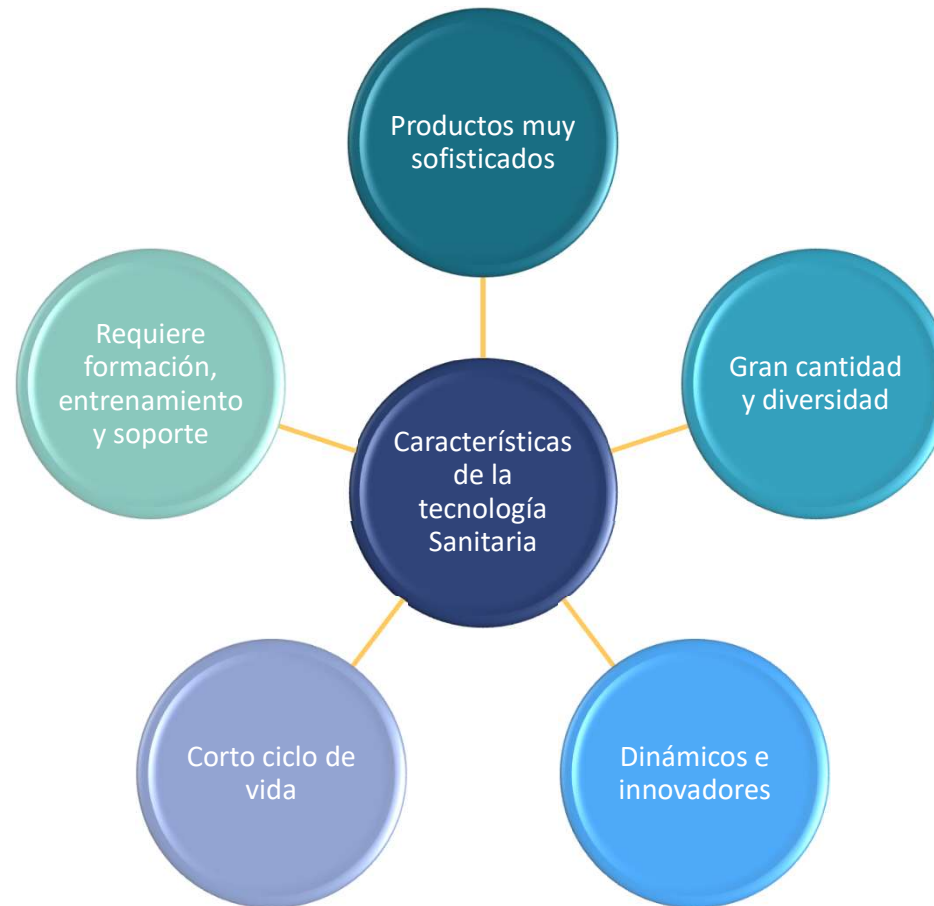 Productos muy
sofisticados
Gran cantidad
y diversidad
Dinámicos e
innovadores
Corto ciclo de
vida
Requiere
formación,
entrenamiento
y soporte
Características
de la
tecnología
Sanitaria